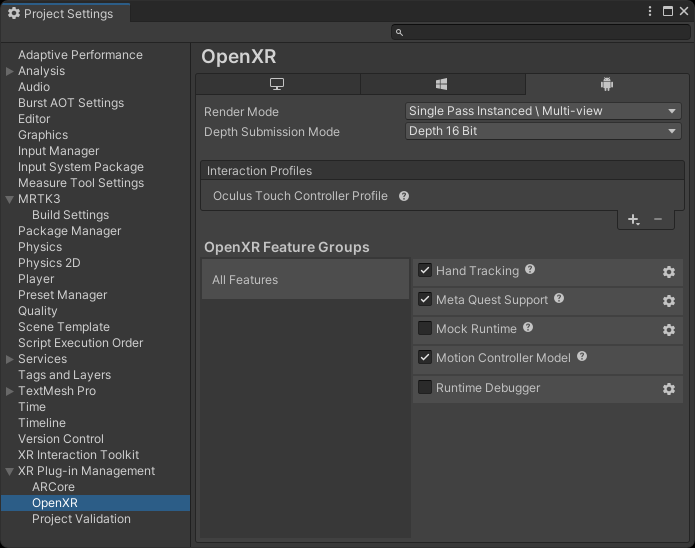 Project Settings
Adaptive Performance
Analysis
Audio
Burst AOT Settings
Editor
Graphics
Input Manager
Input System Package
Measure Tool Settings
MRTK3
Build Settings
Package Manager
Physics
Physics 2D
Player
Preset Manager
Quality
Scene Template
Script Execution Order
Services
Tags and Layers
TextMesh Pro
Time
Timeline
Version Control
XR Interaction Toolkit
XR Plug-in Management
ARCore
OpenXR
Project Validation
OpenXR
Render Mode Single Pass Instanced \ Multi-view
Depth Submission Mode Depth 16 Bit
Interaction Profiles
Oculus Touch Controller Profile
OpenXR Feature Groups
All Features
Hand Tracking
Meta Quest Support
Mock Runtime
Motion Controller Model
Runtime Debugger